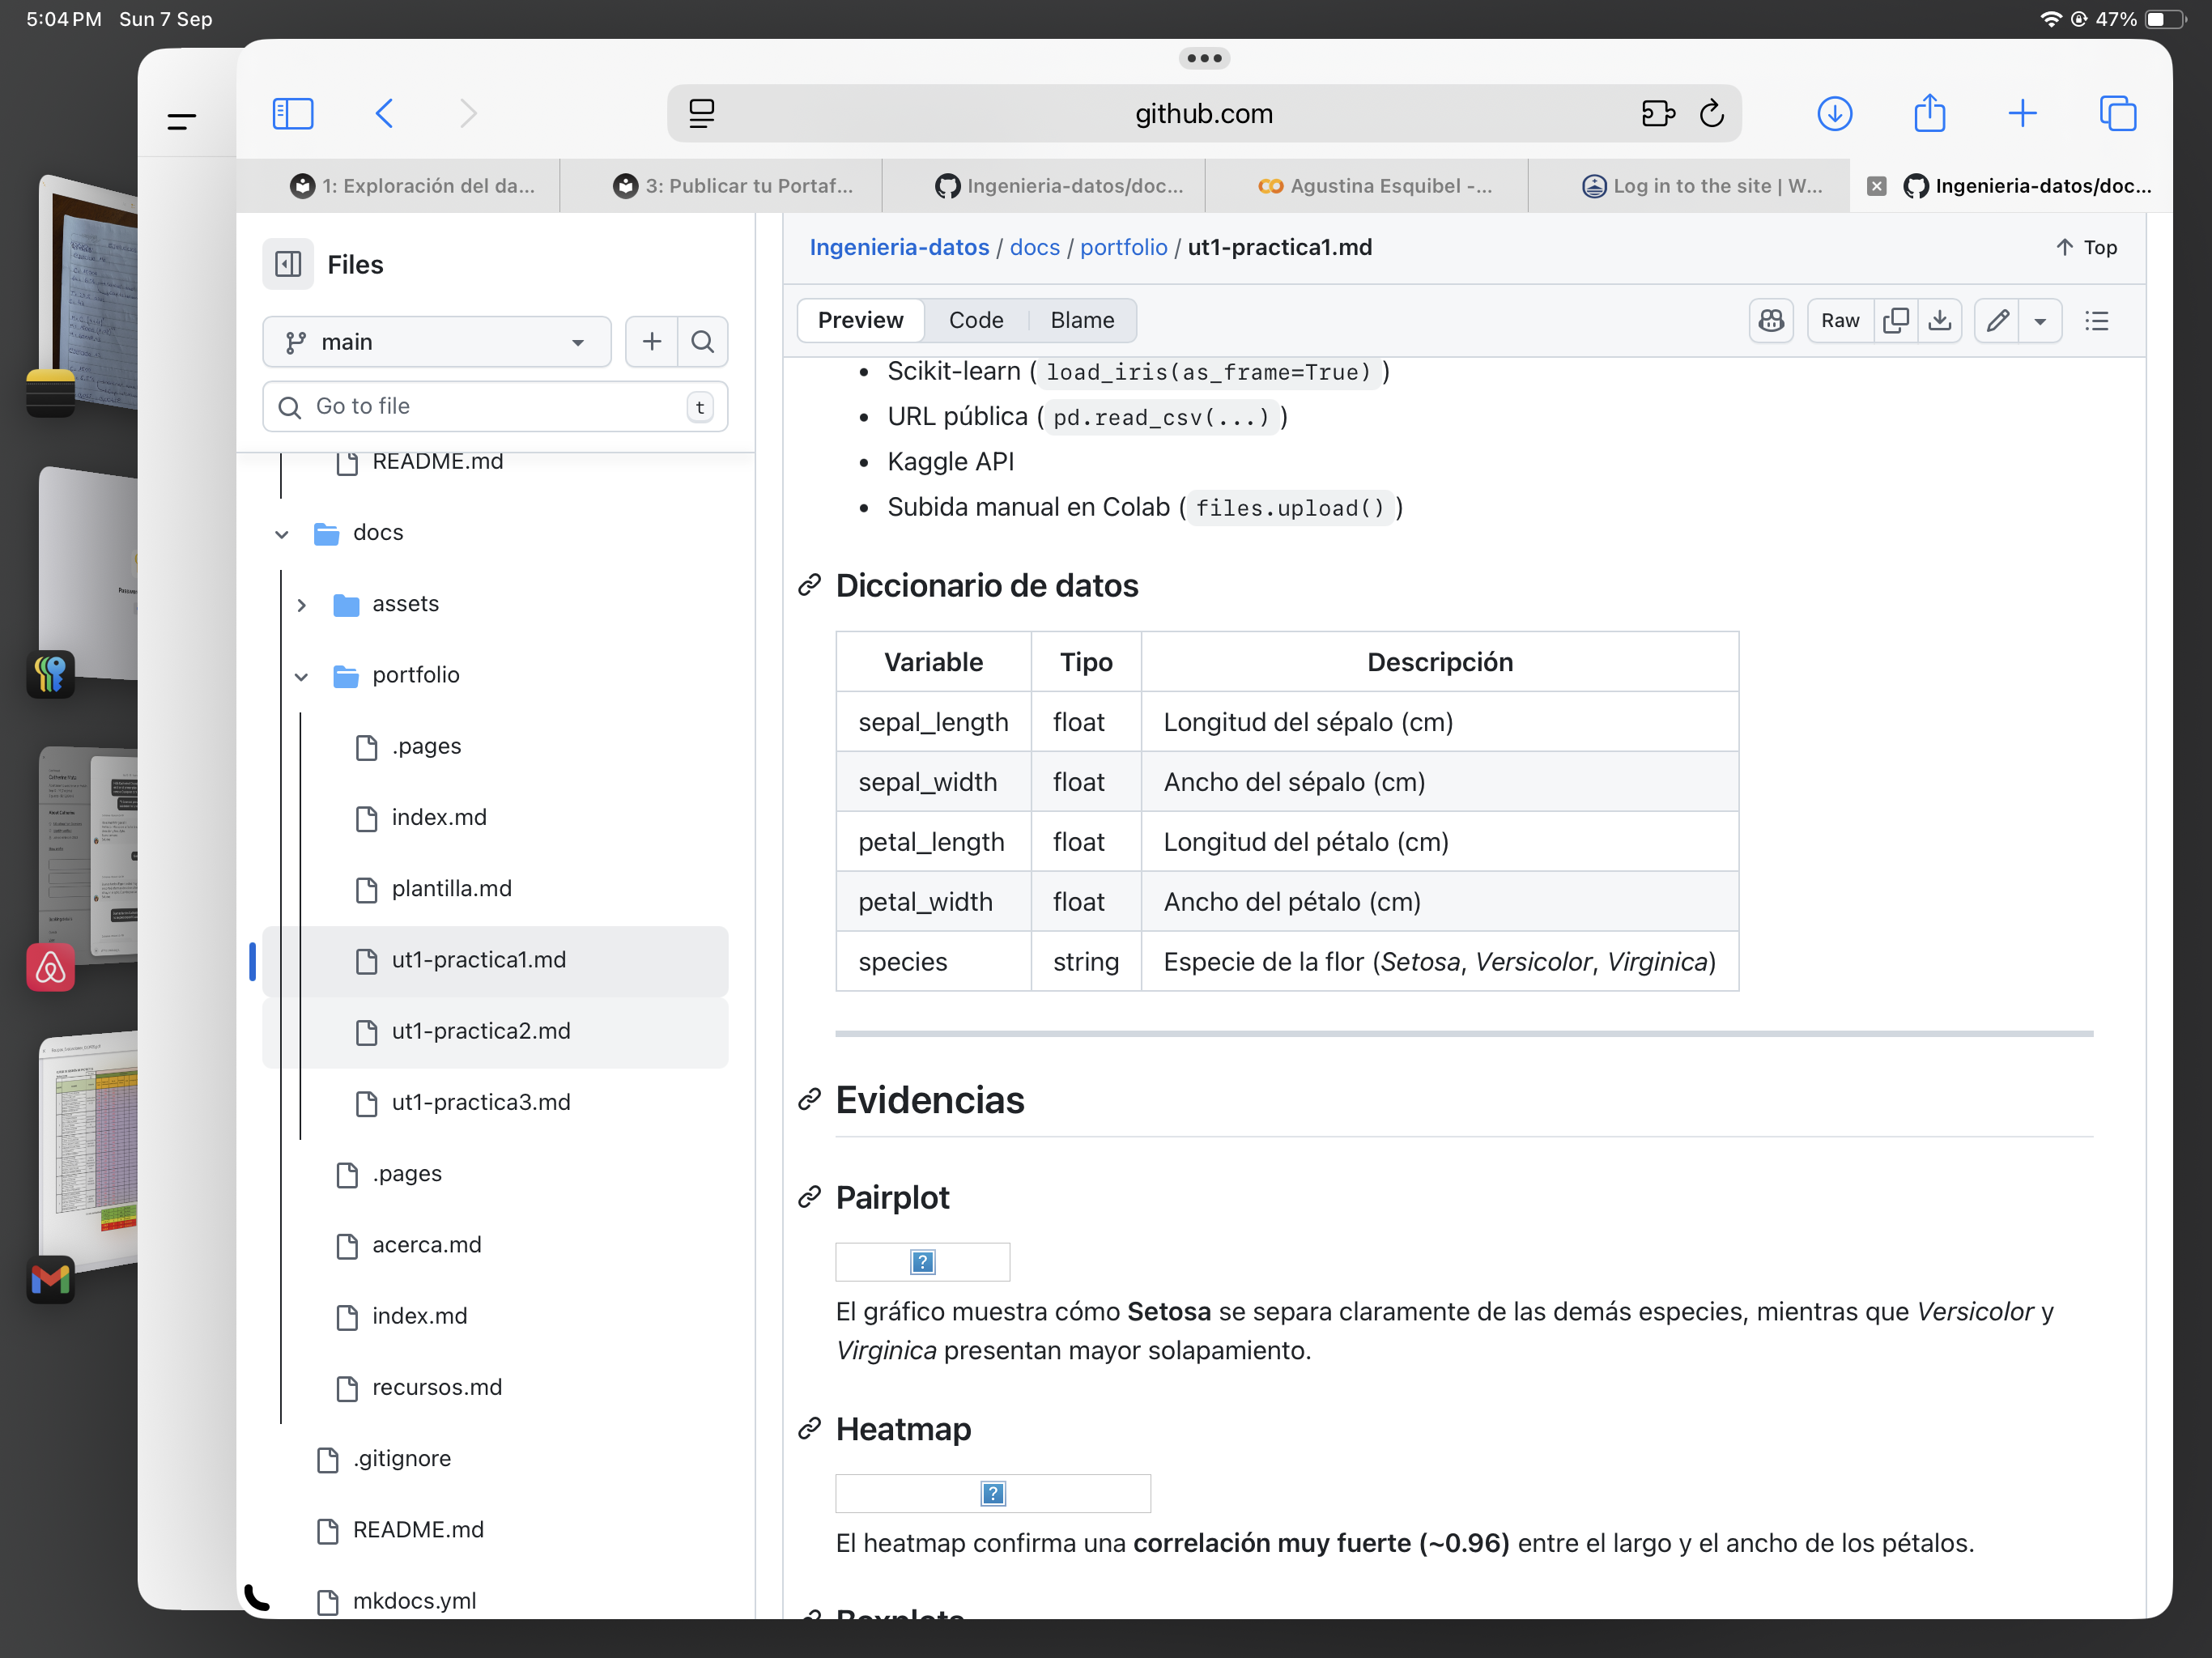 5:04 PM Sun 7 Sep
47%
github.com
1: Exploración del da...
3: Publicar tu Portaf...
Ingenieria-datos/doc...
Agustina Esquibel -...
Log in to the site | W...
Ingenieria-datos/doc...
Files
main
Go to file
t
README.md
docs
assets
portfolio
.pages
index.md
plantilla.md
ut1-practica1.md
ut1-practica2.md
ut1-practica3.md
.pages
acerca.md
index.md
recursos.md
.gitignore
README.md
mkdocs.yml
Ingenieria-datos / docs / portfolio / ut1-practica1.md
Top
Preview Code Blame
Raw
• Scikit-learn ( load_iris(as_frame=True) )
• URL pública ( pd.read_csv(...) )
• Kaggle API
• Subida manual en Colab ( files.upload() )
Diccionario de datos
Variable Tipo Descripción
sepal_length float Longitud del sépalo (cm)
sepal_width float Ancho del sépalo (cm)
petal_length float Longitud del pétalo (cm)
petal_width float Ancho del pétalo (cm)
species string Especie de la flor (Setosa, Versicolor, Virginica)
Evidencias
Pairplot
El gráfico muestra cómo Setosa se separa claramente de las demás especies, mientras que Versicolor y
Virginica presentan mayor solapamiento.
Heatmap
El heatmap confirma una correlación muy fuerte (~0.96) entre el largo y el ancho de los pétalos.
Boxplots